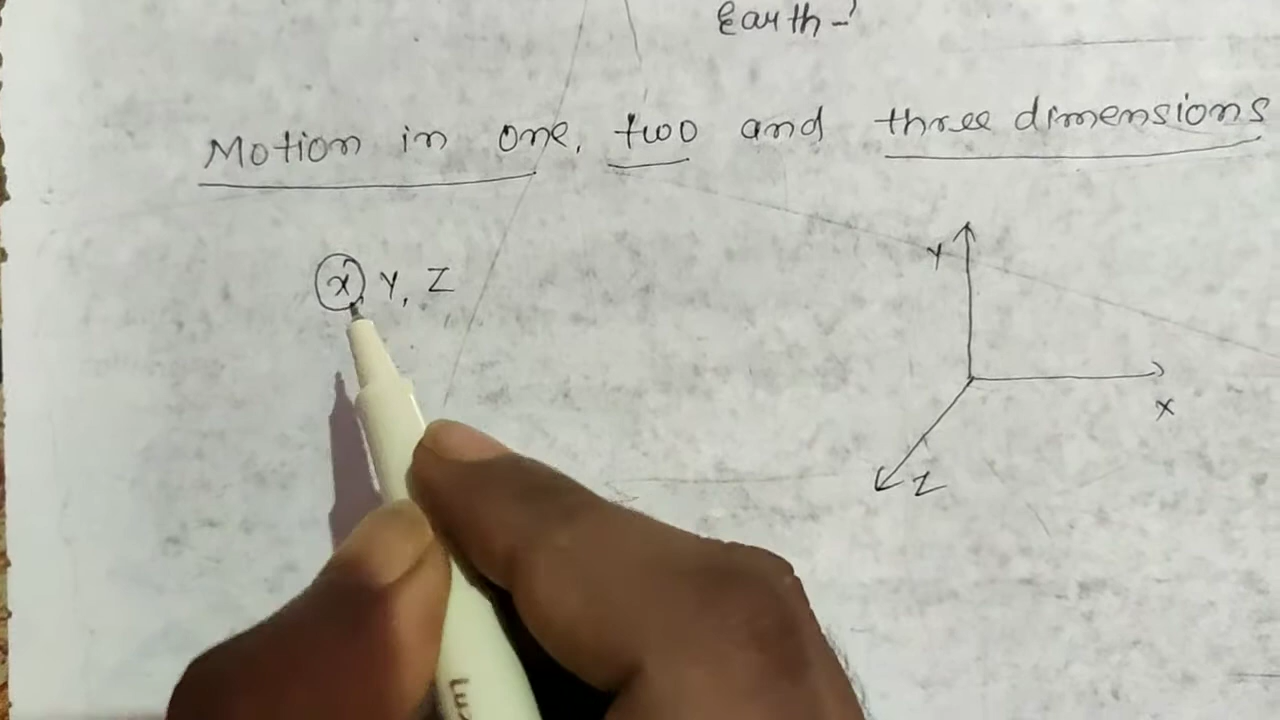 Earth -
Motion in one, two and three dimensions
X, Y, Z
Y
X
Z